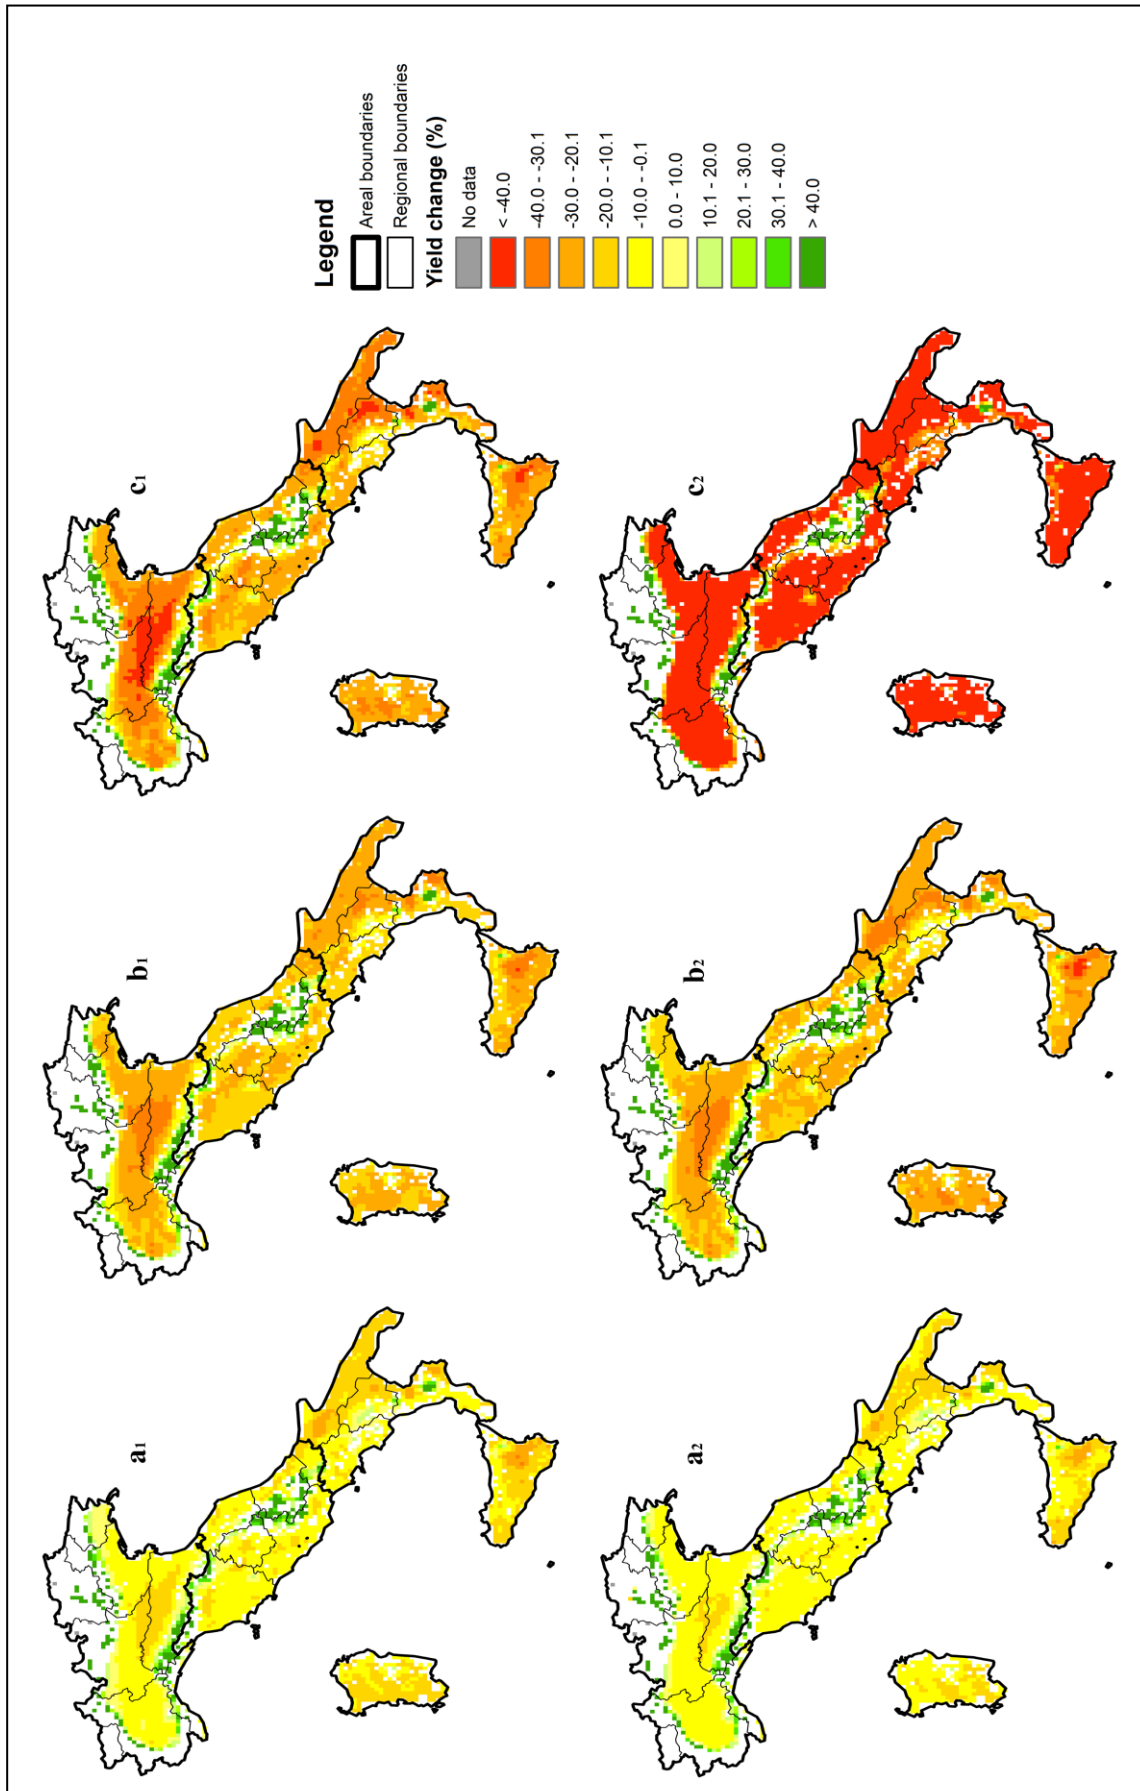 Legend
Areal boundaries
Regional boundaries
Yield change (%)
No data
< -40.0
-40.0 - -30.1
-30.0 - -20.1
-20.0 - -10.1
-10.0 - -0.1
0.0 - 10.0
10.1 - 20.0
20.1 - 30.0
30.1 - 40.0
> 40.0
a1
b1
c1
a2
b2
c2